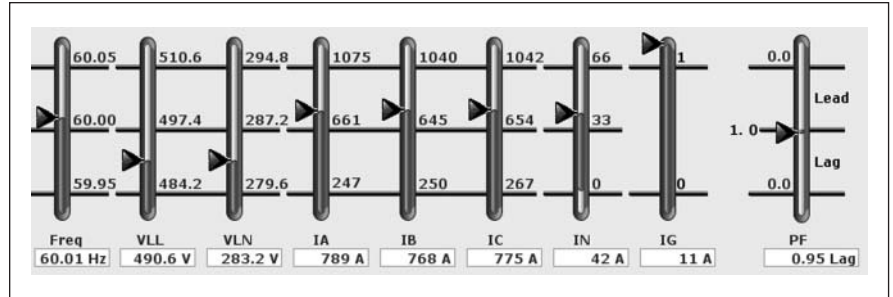 60.05 510.6 294.8 1075 1040 1042 66 1 0.0
Lead
60.00 497.4 287.2 661 645 654 33 1.0
Lag
59.95 484.2 279.6 247 250 267 0 0 0.0
Freq VLL VLN IA IB IC IN IG PF
60.01 Hz 490.6 V 283.2 V 789 A 768 A 775 A 42 A 11 A 0.95 Lag